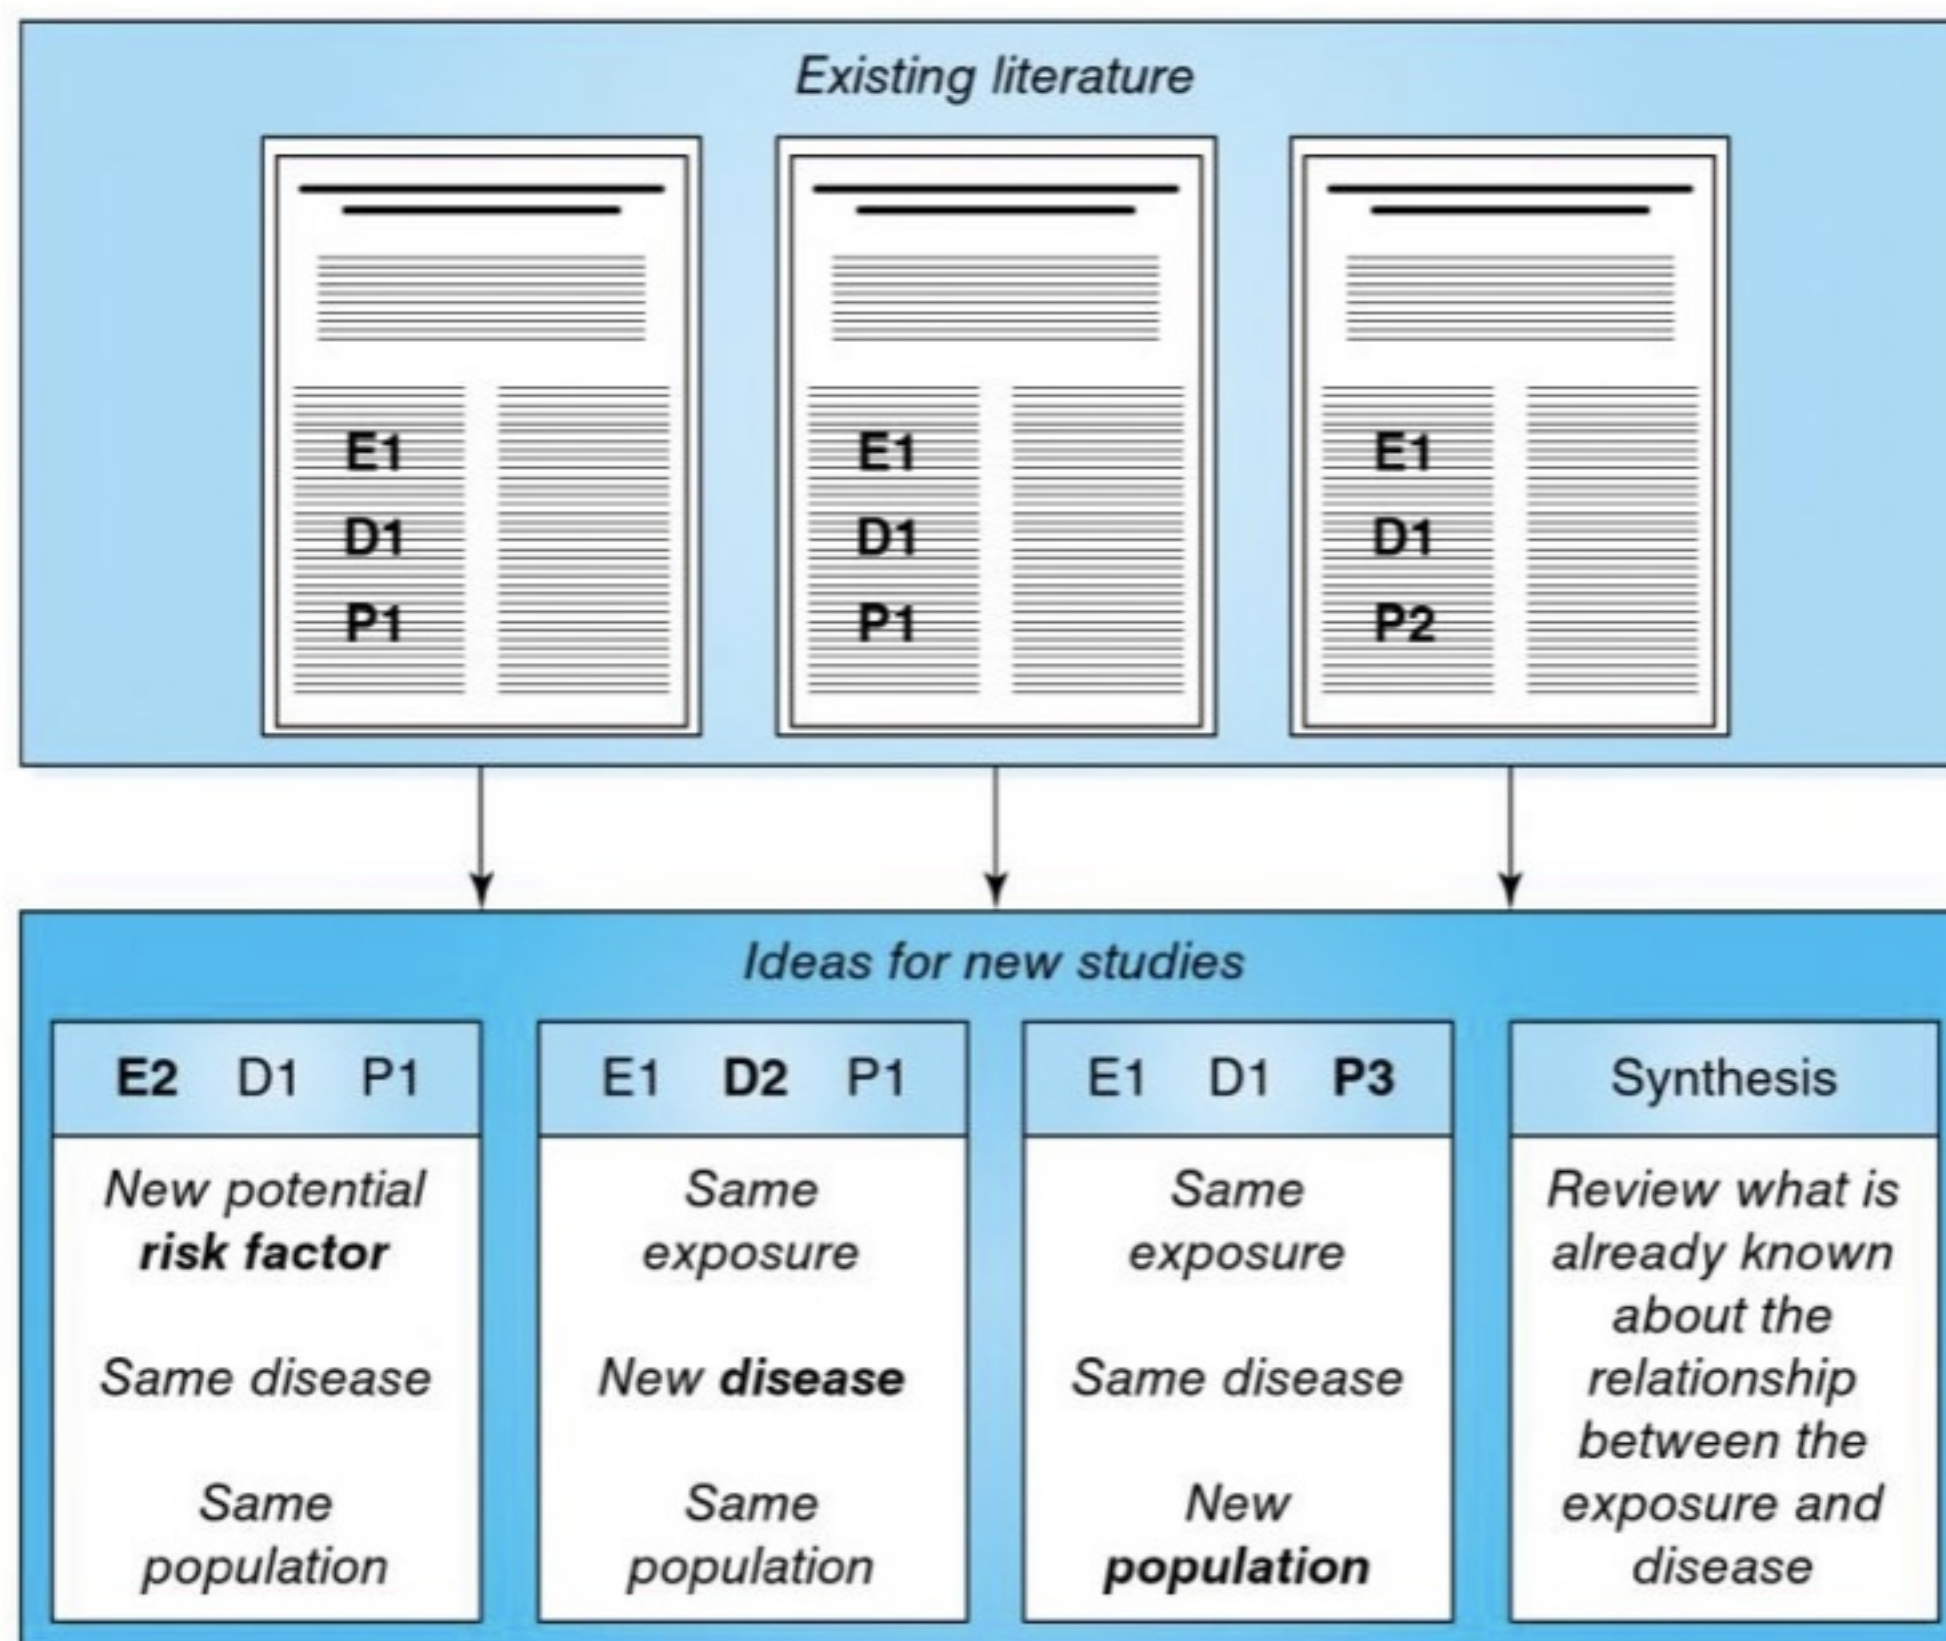 Existing literature
E1
D1
P1
E1
D1
P1
E1
D1
P2
Ideas for new studies
E2 D1 P1
New potential
risk factor
Same disease
Same
population
E1 D2 P1
Same
exposure
New disease
Same
population
E1 D1 P3
Same
exposure
Same disease
New
population
Synthesis
Review what is
already known
about the
relationship
between the
exposure and
disease